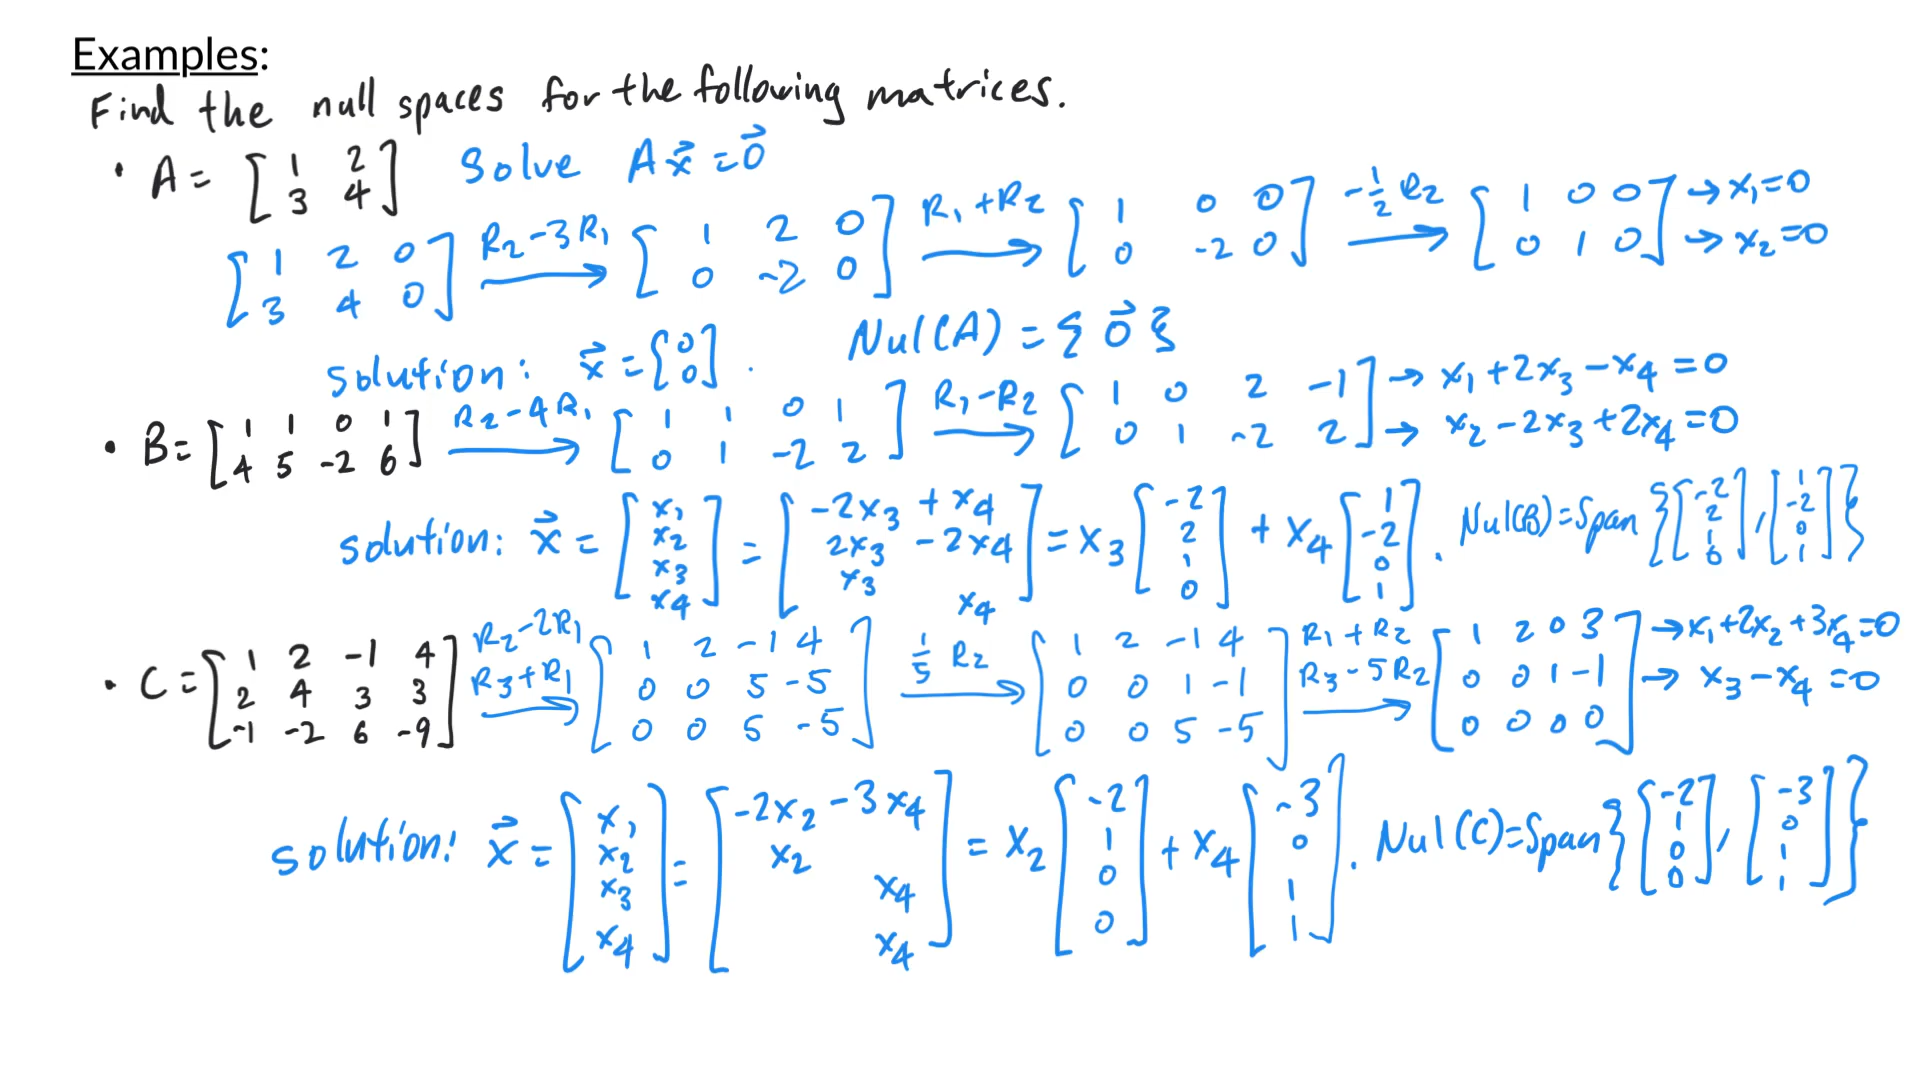 Examples:
Find the null spaces for the following matrices.
• A = [1 2; 3 4] Solve Ax⃗ = 0⃗
[1 2 0; 3 4 0] R2-3R1 → [1 2 0; 0 -2 0] R1+R2 → [1 0 0; 0 -2 0] -1/2 R2 → [1 0 0; 0 1 0] → x1=0 → x2=0
solution: x⃗ = [0; 0]. Nul(A) = {0⃗}
• B = [1 1 0 1; 4 5 -2 6] R2-4R1 → [1 1 0 1; 0 1 -2 2] R1-R2 → [1 0 2 -1; 0 1 -2 2] → x1+2x3-x4=0 → x2-2x3+2x4=0
solution: x⃗ = [x1; x2; x3; x4] = [-2x3+x4; 2x3-2x4; x3; x4] = x3[-2; 2; 1; 0] + x4[1; -2; 0; 1]. Nul(B)=Span{[-2; 2; 1; 0], [1; -2; 0; 1]}
• C = [1 2 -1 4; 2 4 3 3; -1 -2 6 -9] R2-2R1 R3+R1 → [1 2 -1 4; 0 0 5 -5; 0 0 5 -5] 1/5 R2 → [1 2 -1 4; 0 0 1 -1; 0 0 5 -5] R1+R2 R3-5R2 → [1 2 0 3; 0 0 1 -1; 0 0 0 0] → x1+2x2+3x4=0 → x3-x4=0
solution: x⃗ = [x1; x2; x3; x4] = [-2x2-3x4; x2; x4; x4] = x2[-2; 1; 0; 0] + x4[-3; 0; 1; 1]. Nul(C)=Span{[-2; 1; 0; 0], [-3; 0; 1; 1]}